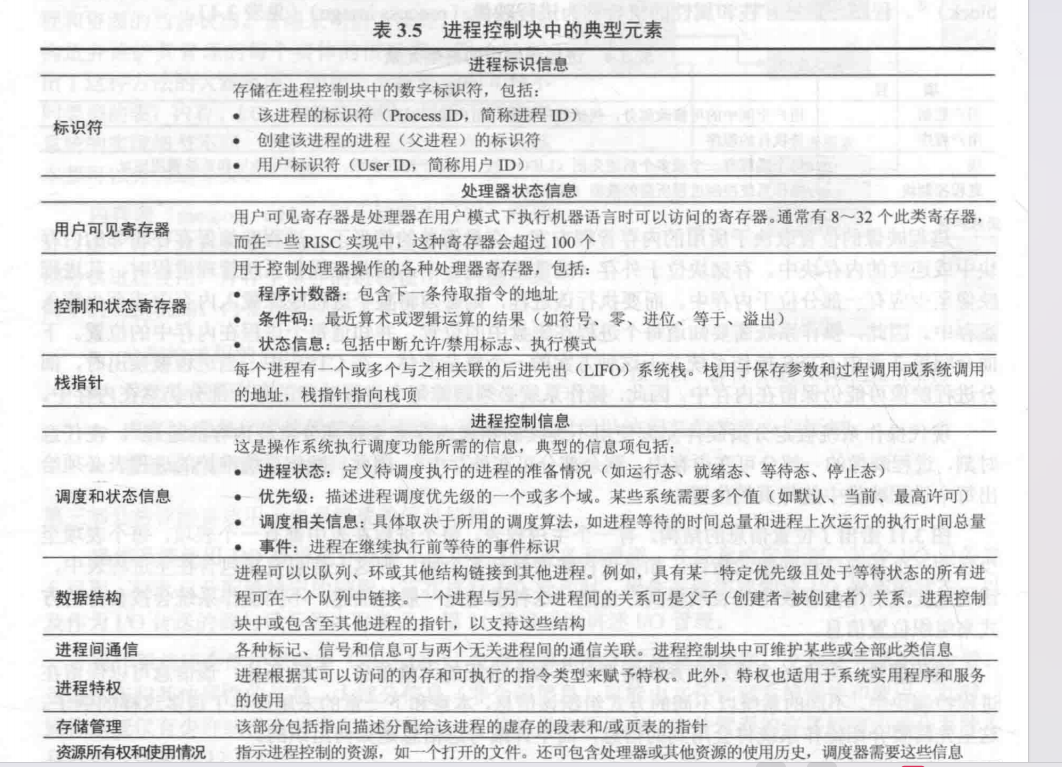 表 3.5 进程控制块中的典型元素
进程标识信息
标识符
存储在进程控制块中的数字标识符，包括：
• 该进程的标识符（Process ID，简称进程 ID）
• 创建该进程的进程（父进程）的标识符
• 用户标识符（User ID，简称用户 ID）
处理器状态信息
用户可见寄存器
用户可见寄存器是处理器在用户模式下执行机器语言时可以访问的寄存器。通常有 8～32 个此类寄存器，
而在一些 RISC 实现中，这种寄存器会超过 100 个
控制和状态寄存器
用于控制处理器操作的各种处理器寄存器，包括：
• 程序计数器：包含下一条待取指令的地址
• 条件码：最近算术或逻辑运算的结果（如符号、零、进位、等于、溢出）
• 状态信息：包括中断允许/禁用标志、执行模式
栈指针
每个进程有一个或多个与之相关联的后进先出（LIFO）系统栈。栈用于保存参数和过程调用或系统调用
的地址，栈指针指向栈顶
进程控制信息
调度和状态信息
这是操作系统执行调度功能所需的信息，典型的信息项包括：
• 进程状态：定义待调度执行的进程的准备情况（如运行态、就绪态、等待态、停止态）
• 优先级：描述进程调度优先级的一个或多个域。某些系统需要多个值（如默认、当前、最高许可）
• 调度相关信息：具体取决于所用的调度算法，如进程等待的时间总量和进程上次运行的执行时间总量
• 事件：进程在继续执行前等待的事件标识
数据结构
进程可以以队列、环或其他结构链接到其他进程。例如，具有某一特定优先级且处于等待状态的所有进
程可在一个队列中链接。一个进程与另一个进程间的关系可是父子（创建者-被创建者）关系，进程控制
块中或包含至其他进程的指针，以支持这些结构
进程间通信
各种标记、信号和信息可与两个无关进程间的通信关联。进程控制块中可维护某些或全部此类信息
进程特权
进程根据其可以访问的内存和可执行的指令类型来赋予特权、此外，特权也适用于系统实用程序和服务
的使用
存储管理
该部分包括指向描述分配给该进程的虚存的段表和/或页表的指针
资源所有权和使用情况
指示进程控制的资源，如一个打开的文件。还可包含处理器或其他资源的使用历史，调度器需要这些信息